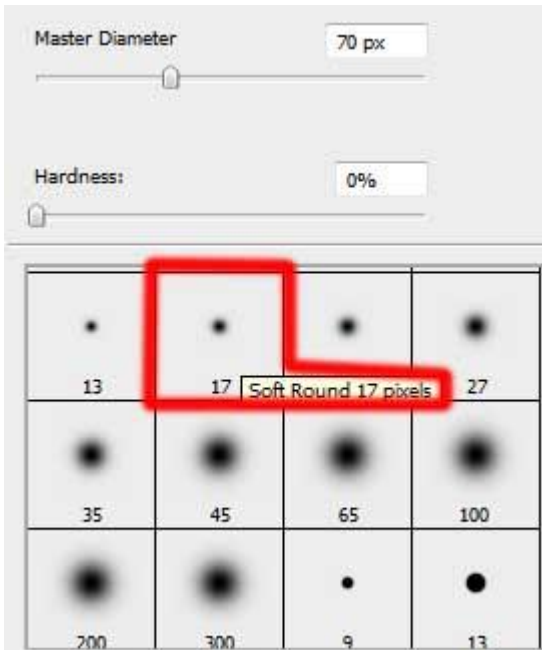 Master Diameter 70 px
Hardness: 0%
13 17 Soft Round 17 pixels 27
35 45 65 100
200 300 9 13